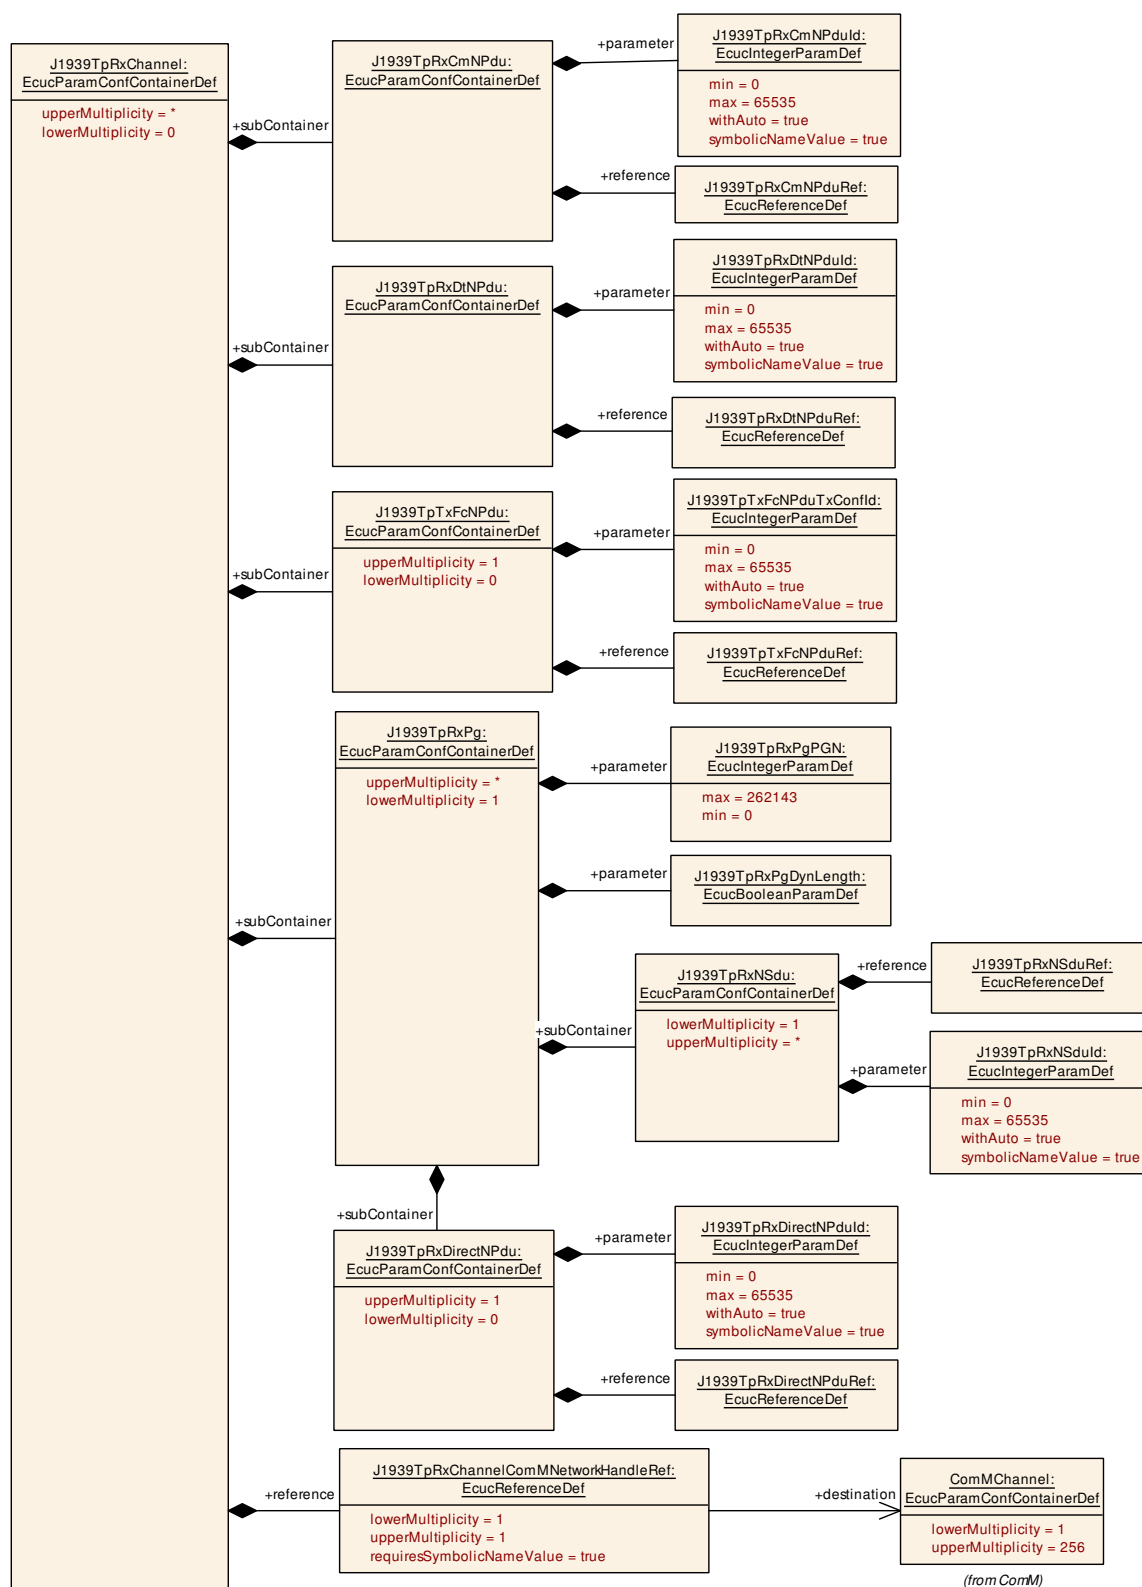 J1939TpRxChannel:
EcucParamConfContainerDef
upperMultiplicity = *
lowerMultiplicity = 0
+subContainer
J1939TpRxCmNPdu:
EcucParamConfContainerDef
+parameter
J1939TpRxCmNPduId:
EcucIntegerParamDef
min = 0
max = 65535
withAuto = true
symbolicNameValue = true
+reference
J1939TpRxCmNPduRef:
EcucReferenceDef
+subContainer
J1939TpRxDtNPdu:
EcucParamConfContainerDef
+parameter
J1939TpRxDtNPduId:
EcucIntegerParamDef
min = 0
max = 65535
withAuto = true
symbolicNameValue = true
+reference
J1939TpRxDtNPduRef:
EcucReferenceDef
+subContainer
J1939TpTxFcNPdu:
EcucParamConfContainerDef
upperMultiplicity = 1
lowerMultiplicity = 0
+parameter
J1939TpTxFcNPduTxConfId:
EcucIntegerParamDef
min = 0
max = 65535
withAuto = true
symbolicNameValue = true
+reference
J1939TpTxFcNPduRef:
EcucReferenceDef
+subContainer
J1939TpRxPg:
EcucParamConfContainerDef
upperMultiplicity = *
lowerMultiplicity = 1
+parameter
J1939TpRxPgPGN:
EcucIntegerParamDef
max = 262143
min = 0
+parameter
J1939TpRxPgDynLength:
EcucBooleanParamDef
+subContainer
J1939TpRxNSdu:
EcucParamConfContainerDef
lowerMultiplicity = 1
upperMultiplicity = *
+reference
J1939TpRxNSduRef:
EcucReferenceDef
+parameter
J1939TpRxNSduId:
EcucIntegerParamDef
min = 0
max = 65535
withAuto = true
symbolicNameValue = true
+subContainer
J1939TpRxDirectNPdu:
EcucParamConfContainerDef
upperMultiplicity = 1
lowerMultiplicity = 0
+parameter
J1939TpRxDirectNPduId:
EcucIntegerParamDef
min = 0
max = 65535
withAuto = true
symbolicNameValue = true
+reference
J1939TpRxDirectNPduRef:
EcucReferenceDef
+reference
J1939TpRxChannelComMNetworkHandleRef:
EcucReferenceDef
lowerMultiplicity = 1
upperMultiplicity = 1
requiresSymbolicNameValue = true
+destination
ComMChannel:
EcucParamConfContainerDef
lowerMultiplicity = 1
upperMultiplicity = 256
(from ComM)